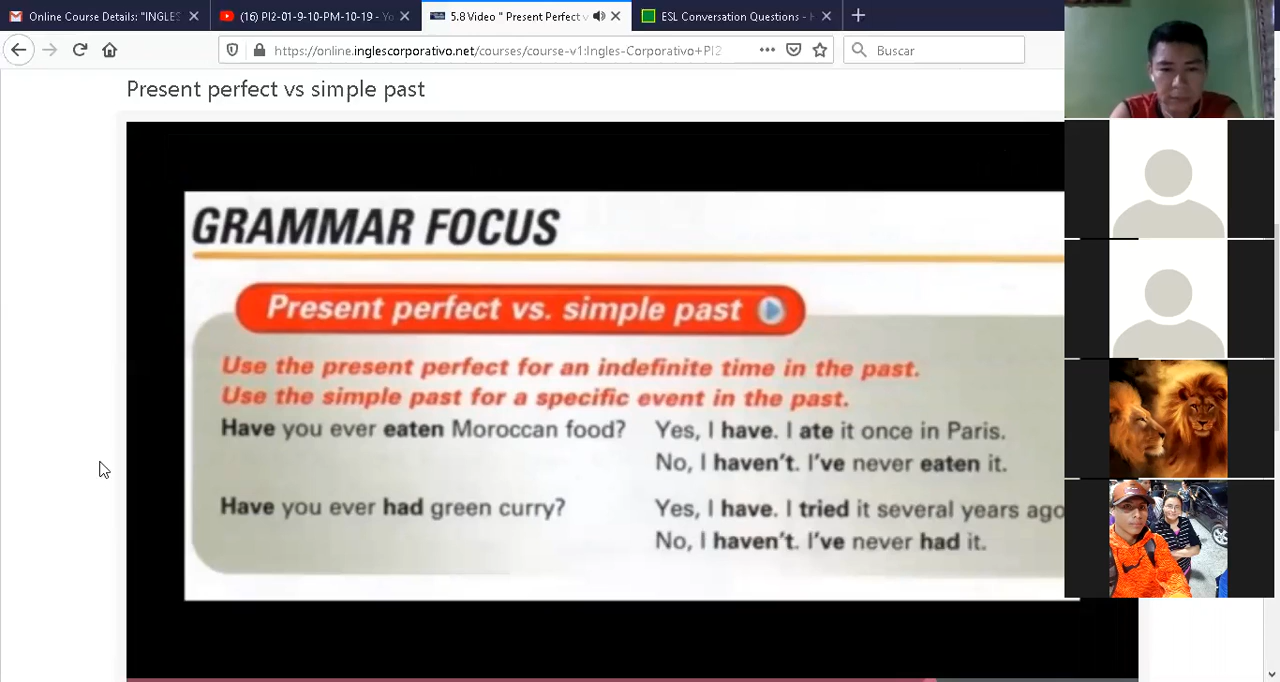 Online Course Details: "INGLES
(16) PI2-01-9-10-PM-10-19 - Yo
5.8 Video " Present Perfect v
ESL Conversation Questions - H
https://online.inglescorporativo.net/courses/course-v1:Ingles-Corporativo+PI2
Buscar
Present perfect vs simple past
GRAMMAR FOCUS
Present perfect vs. simple past
Use the present perfect for an indefinite time in the past.
Use the simple past for a specific event in the past.
Have you ever eaten Moroccan food? Yes, I have. I ate it once in Paris.
No, I haven't. I've never eaten it.
Have you ever had green curry? Yes, I have. I tried it several years ago
No, I haven't. I've never had it.